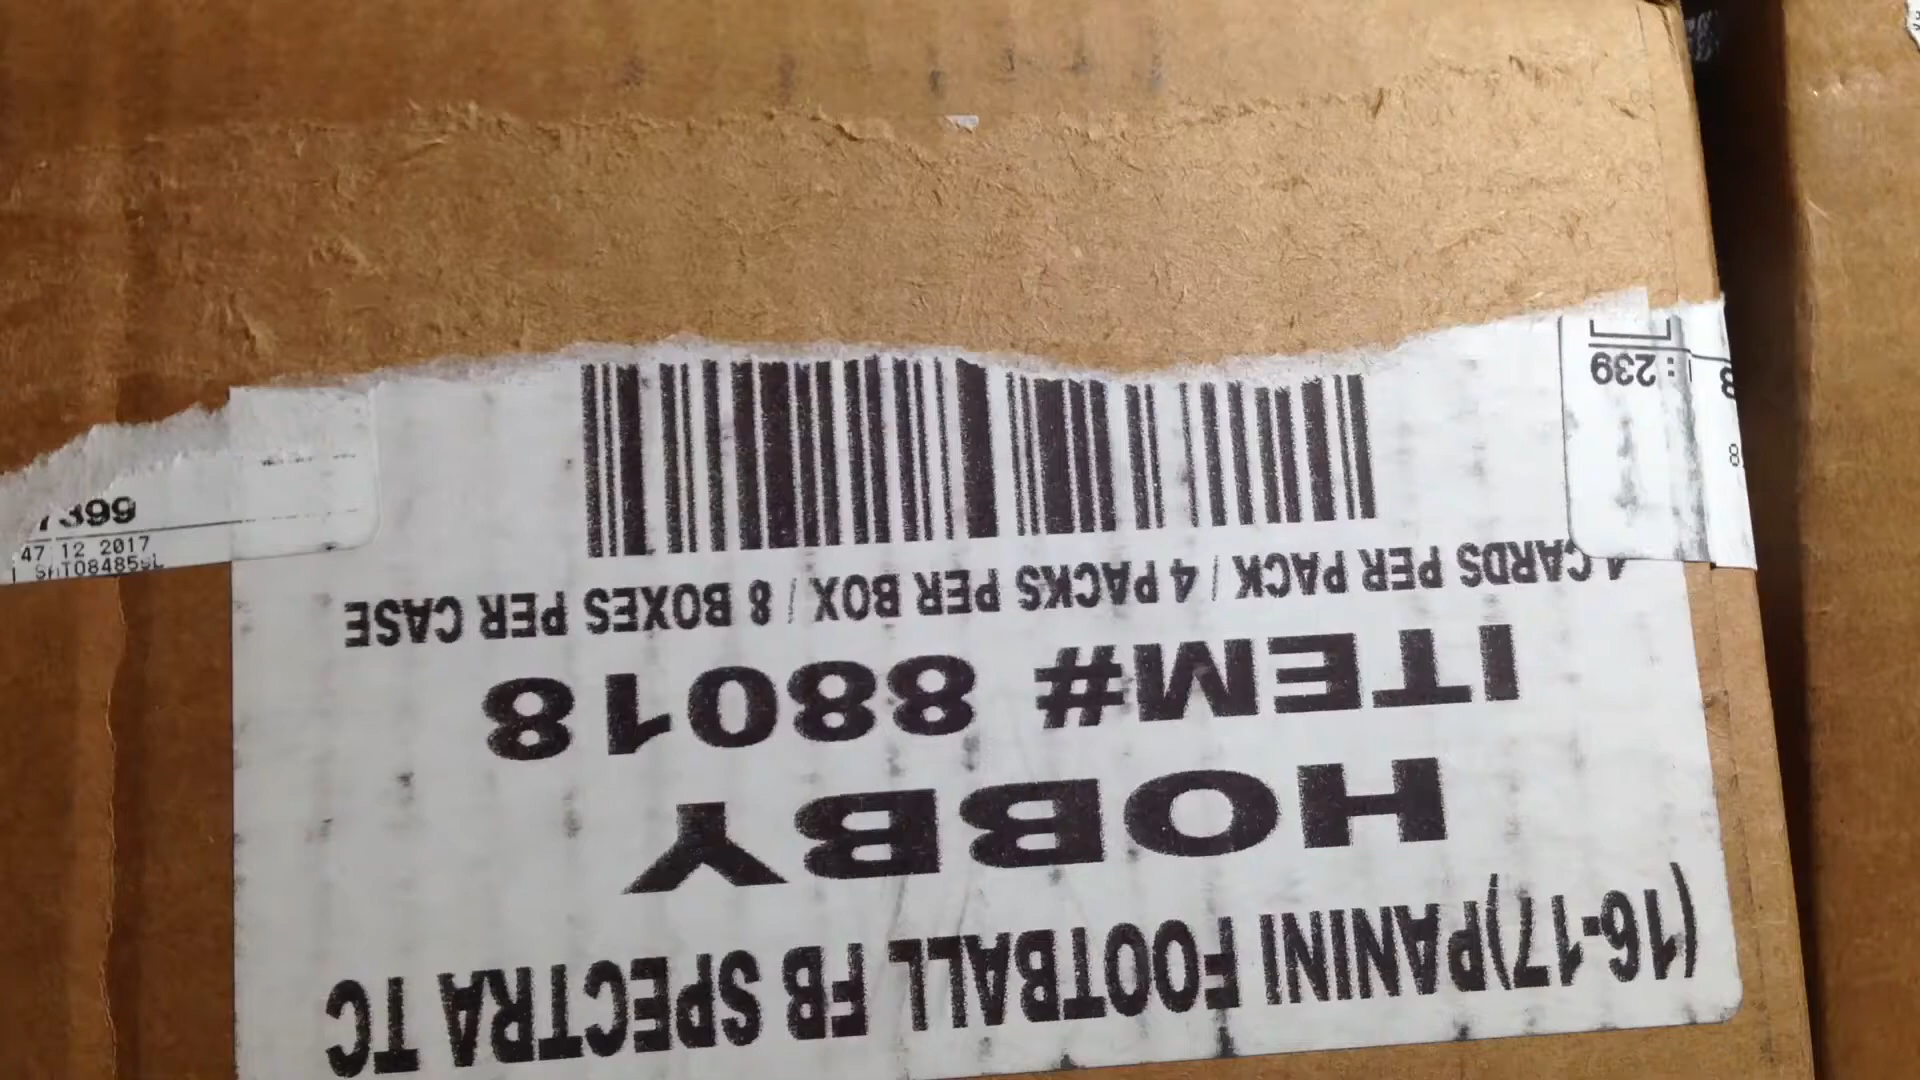 (16-17)PANINI FOOTBALL FB SPECTRA TC
HOBBY
ITEM# 88018
4 CARDS PER PACK / 4 PACKS PER BOX / 8 BOXES PER CASE
: 239
8
47 12 2017